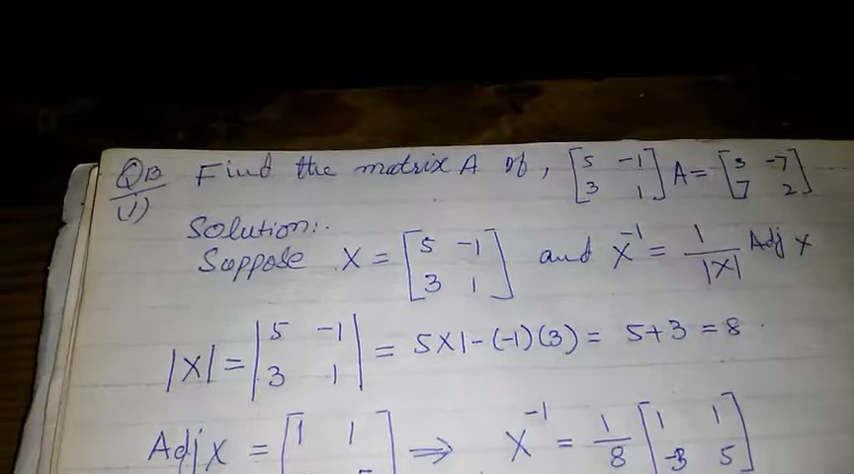 Q13 Find the matrix A if, [5 -1; 3 1] A = [3 -7; 7 2]
(1)
Solution:.
Suppose X = [5 -1; 3 1] and X^-1 = 1/|X| Adj X
|X| = |5 -1; 3 1| = 5X1-(-1)(3) = 5+3 = 8
Adj X = [1 1 ⇒ X^-1 = 1/8 [1 1; -3 5]